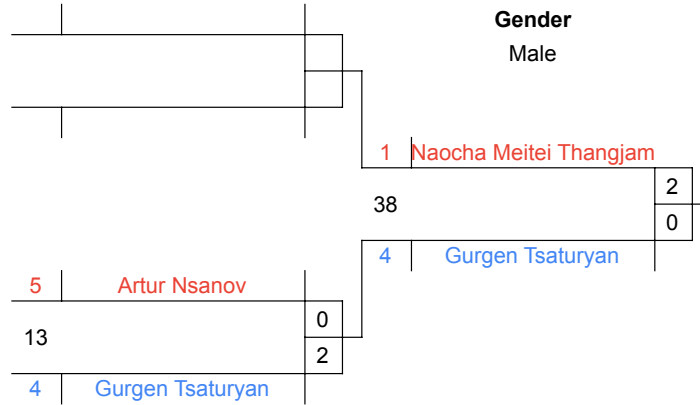 Gender
Male
1 Naocha Meitei Thangjam
2
38
0
4 Gurgen Tsaturyan
5 Artur Nsanov
0
13
2
4 Gurgen Tsaturyan